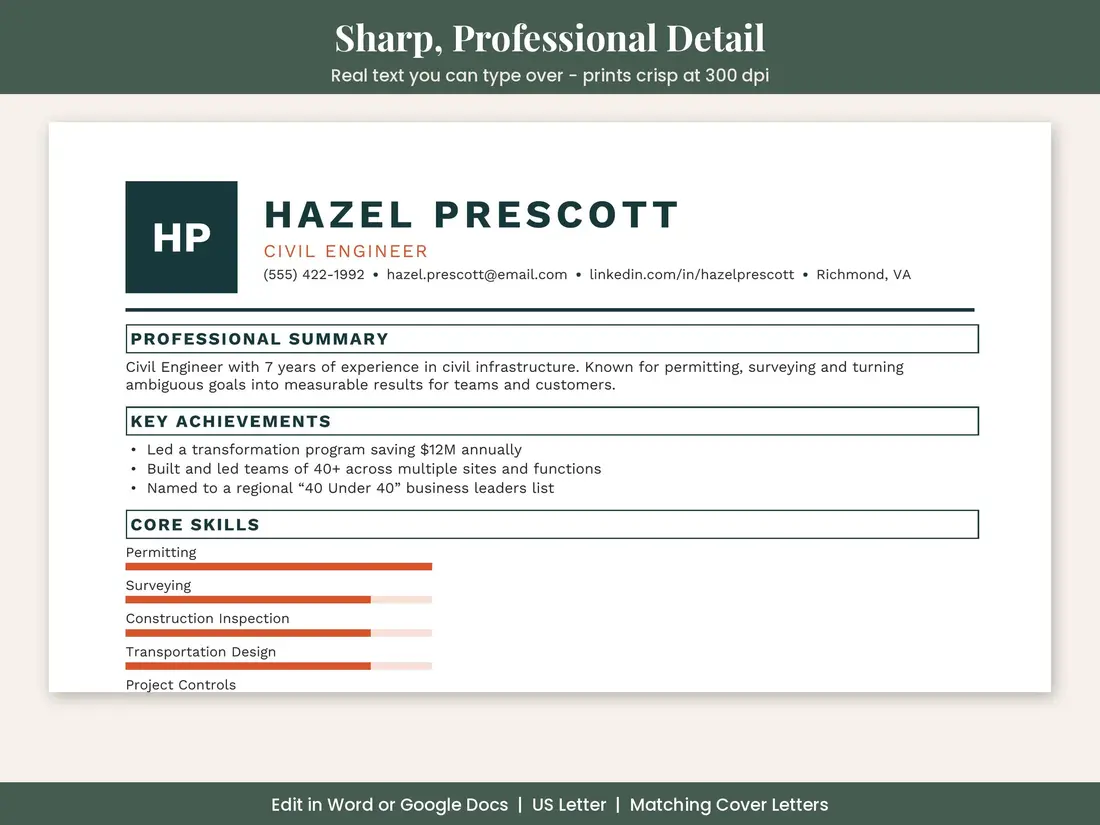 Sharp, Professional Detail
Real text you can type over - prints crisp at 300 dpi
HP
HAZEL PRESCOTT
CIVIL ENGINEER
(555) 422-1992 • hazel.prescott@email.com • linkedin.com/in/hazelprescott • Richmond, VA
PROFESSIONAL SUMMARY
Civil Engineer with 7 years of experience in civil infrastructure. Known for permitting, surveying and turning
ambiguous goals into measurable results for teams and customers.
KEY ACHIEVEMENTS
• Led a transformation program saving $12M annually
• Built and led teams of 40+ across multiple sites and functions
• Named to a regional “40 Under 40” business leaders list
CORE SKILLS
Permitting
Surveying
Construction Inspection
Transportation Design
Project Controls
Edit in Word or Google Docs | US Letter | Matching Cover Letters